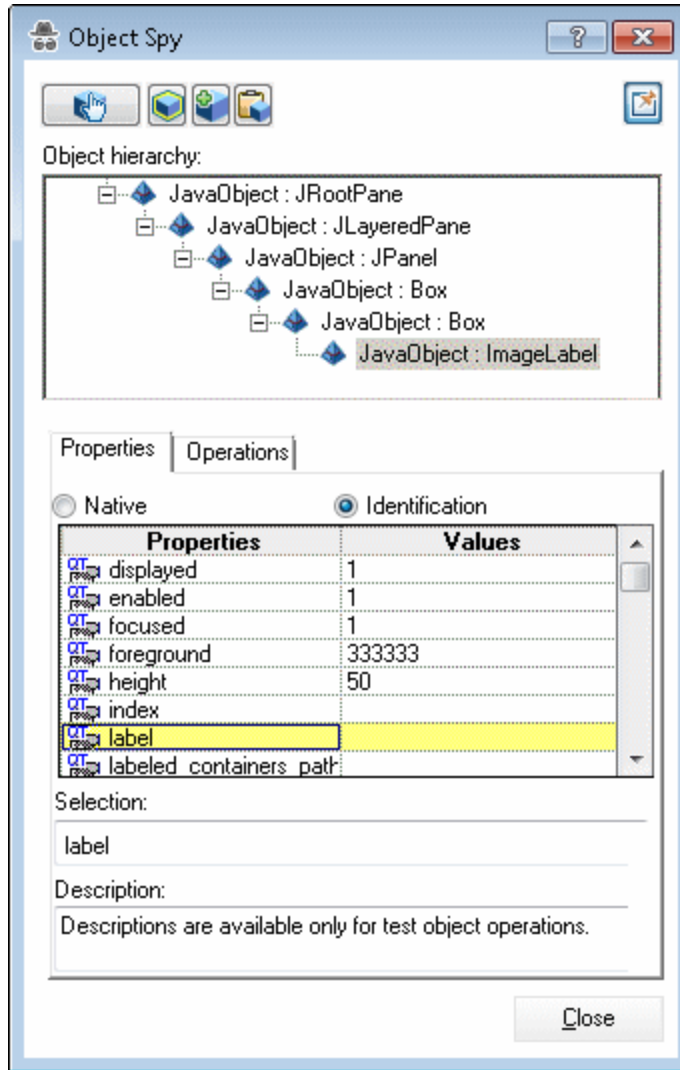 Object Spy
Object hierarchy:
JavaObject : JRootPane
JavaObject : JLayeredPane
JavaObject : JPanel
JavaObject : Box
JavaObject : Box
JavaObject : ImageLabel
Properties Operations
Native Identification
Properties Values
displayed 1
enabled 1
focused 1
foreground 333333
height 50
index
label
labeled_containers_path
Selection:
label
Description:
Descriptions are available only for test object operations.
Close